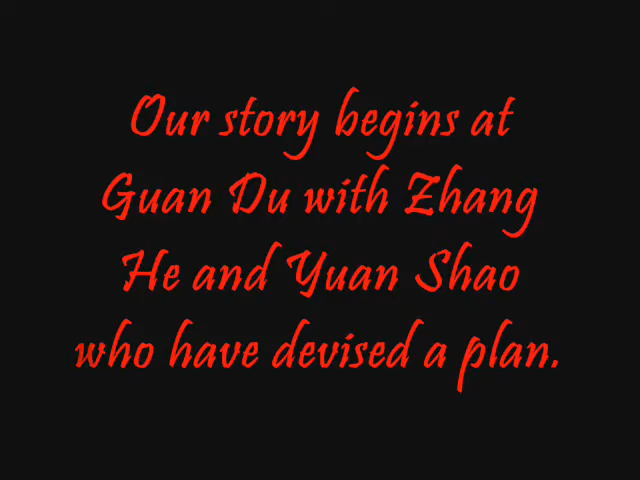 Our story begins at
Guan Du with Zhang
He and Yuan Shao
who have devised a plan.